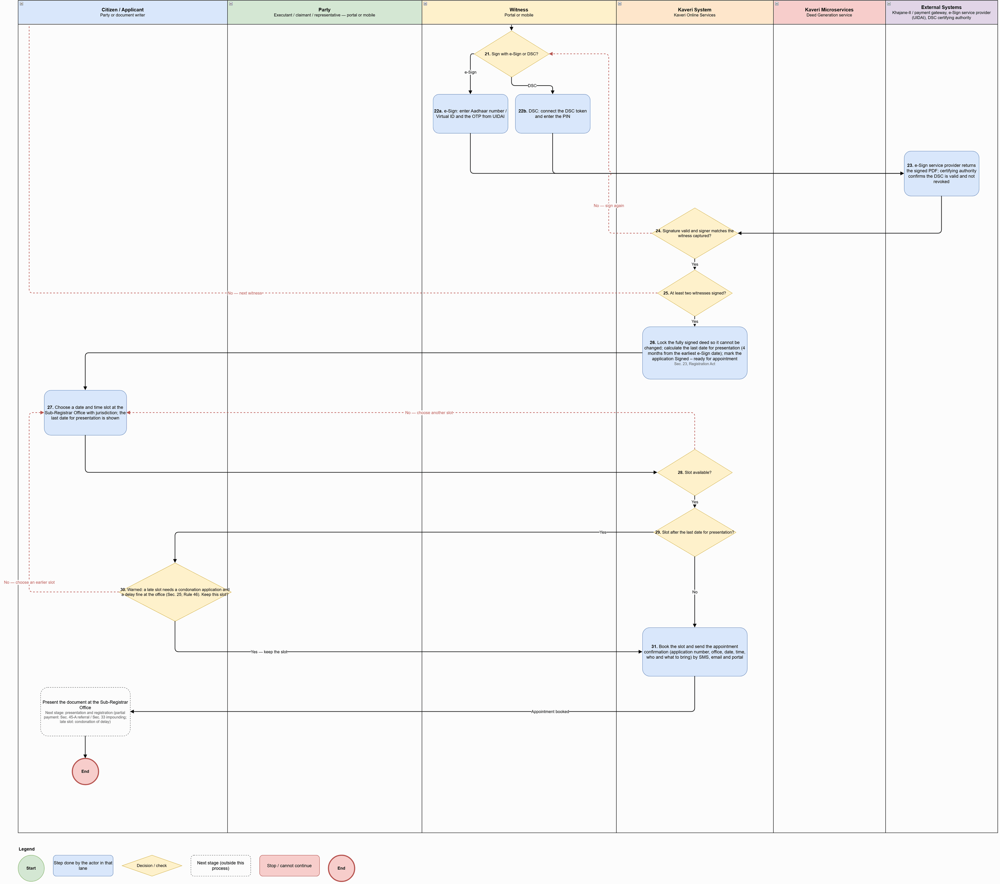 Citizen / Applicant
Party or document writer
Party
Executant / claimant / representative — portal or mobile
Witness
Portal or mobile
Kaveri System
Kaveri Online Services
Kaveri Microservices
Deed Generation service
External Systems
Khajane-II / payment gateway, e-Sign service provider
(UIDAI), DSC certifying authority
21. Sign with e-Sign or DSC?
e-Sign
DSC
22a. e-Sign: enter Aadhaar number /
Virtual ID and the OTP from UIDAI
22b. DSC: connect the DSC token
and enter the PIN
23. e-Sign service provider returns
the signed PDF; certifying authority
confirms the DSC is valid and not
revoked
No — sign again
24. Signature valid and signer matches the
witness captured?
Yes
No — next witness
25. At least two witnesses signed?
Yes
26. Lock the fully signed deed so it cannot be
changed; calculate the last date for presentation (4
months from the earliest e-Sign date); mark the
application Signed – ready for appointment
Sec. 23, Registration Act
27. Choose a date and time slot at the
Sub-Registrar Office with jurisdiction; the
last date for presentation is shown
No — choose another slot
28. Slot available?
Yes
Yes
29. Slot after the last date for presentation?
No — choose an earlier slot
30. Warned: a late slot needs a condonation application and
a delay fine at the office (Sec. 25; Rule 46). Keep this slot?
No
Yes — keep the slot
31. Book the slot and send the appointment
confirmation (application number, office, date, time,
who and what to bring) by SMS, email and portal
Present the document at the Sub-Registrar
Office
Next stage: presentation and registration (partial
payment: Sec. 45-A referral / Sec. 33 impounding;
late slot: condonation of delay)
Appointment booked
End
Legend
Start
Step done by the actor in that
lane
Decision / check
Next stage (outside this
process)
Stop / cannot continue
End